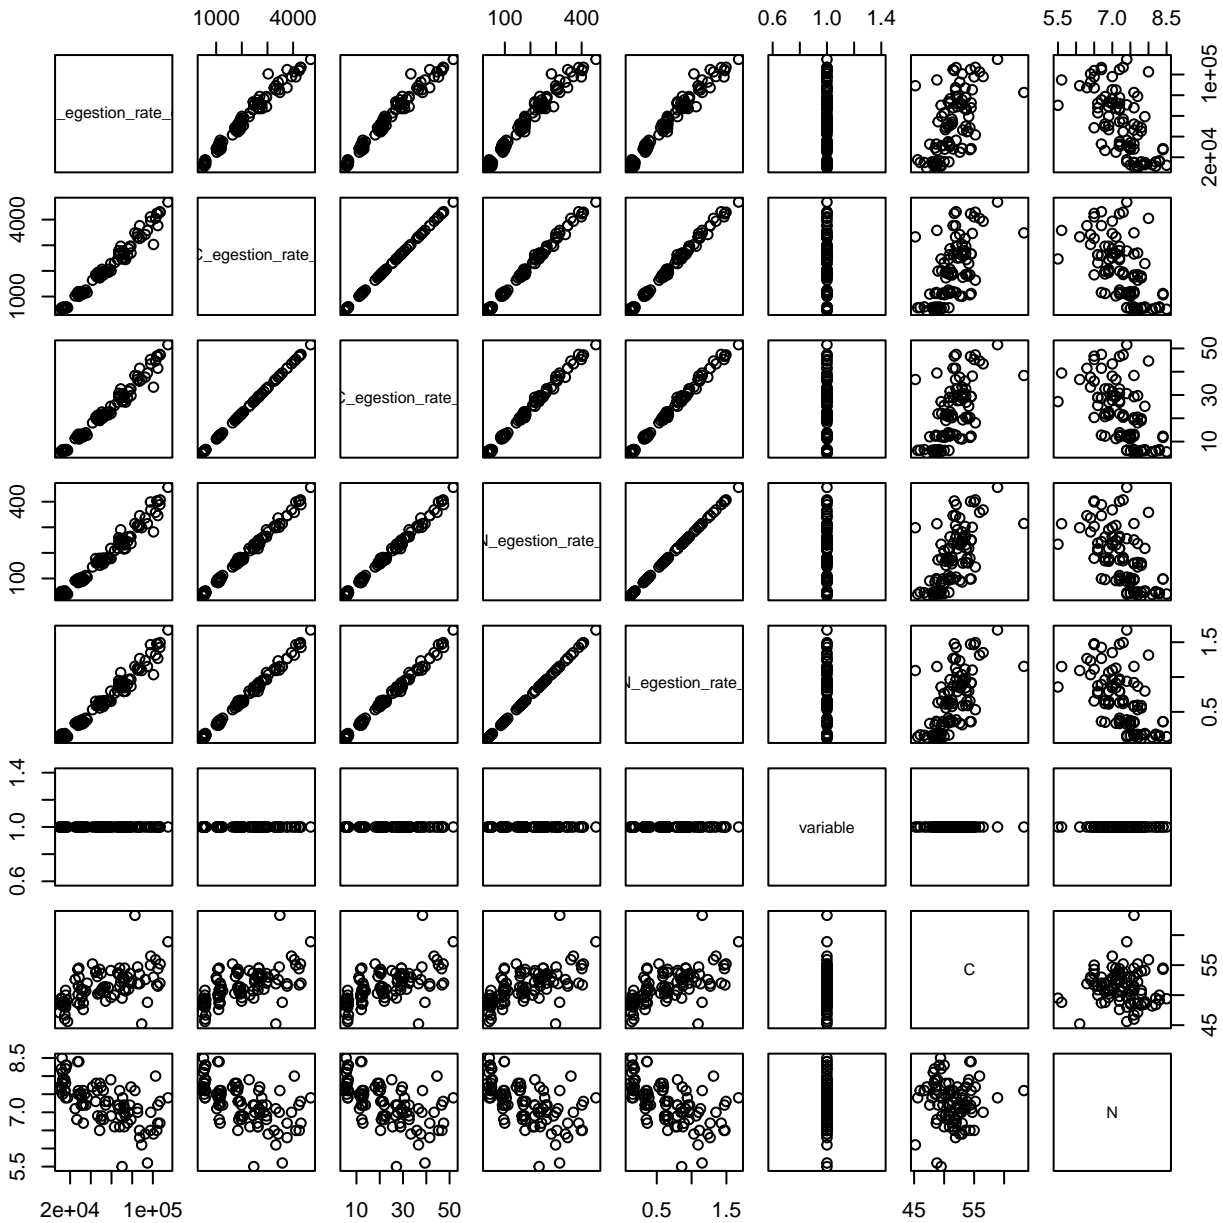 1000 4000 100 400 0.6 1.0 1.4 5.5 7.0 8.5
_egestion_rate_ 2e+04 1e+05
1000 4000 C_egestion_rate_
C_egestion_rate_ 10 30 50
100 400 N_egestion_rate_
N_egestion_rate_ 0.5 1.5
0.6 1.0 1.4 variable
C 45 55
5.5 7.0 8.5 N
2e+04 1e+05 10 30 50 0.5 1.5 45 55